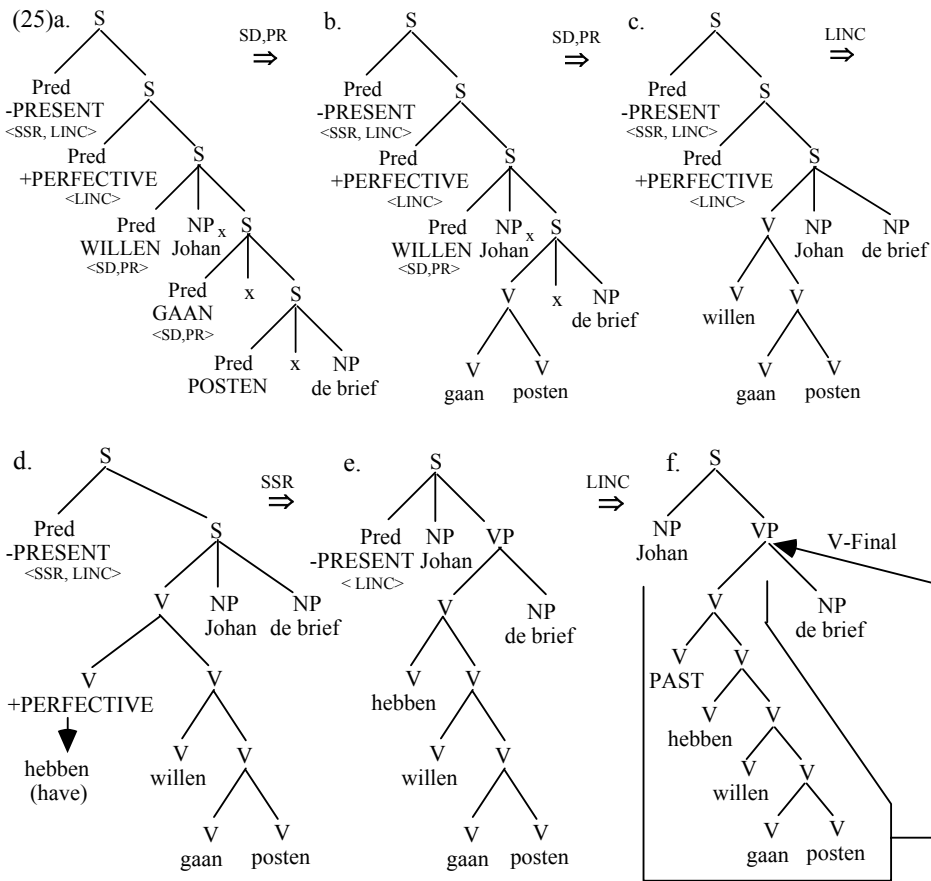 (25)a. S SD,PR b. S SD,PR c. S LINC
⇒ ⇒ ⇒
Pred S Pred S Pred S
-PRESENT -PRESENT -PRESENT
<SSR, LINC> <SSR, LINC> <SSR, LINC>
Pred S Pred S Pred S
+PERFECTIVE +PERFECTIVE +PERFECTIVE
<LINC> <LINC> <LINC>
Pred NPx S Pred NPx S V NP NP
WILLEN Johan WILLEN Johan Johan de brief
<SD,PR> <SD,PR>
Pred x S V x NP V V
GAAN de brief willen
<SD,PR>
Pred x NP V V V V
POSTEN de brief gaan posten gaan posten
d. S SSR e. S LINC f. S
⇒ ⇒
Pred S Pred NP VP NP VP V-Final
-PRESENT -PRESENT Johan Johan
<SSR, LINC> < LINC>
V NP NP V NP V NP
Johan de brief de brief de brief
V V V V V V
+PERFECTIVE hebben PAST
hebben V V V V V V
(have) willen willen hebben
V V
willen
V V V V V V
gaan posten gaan posten gaan posten